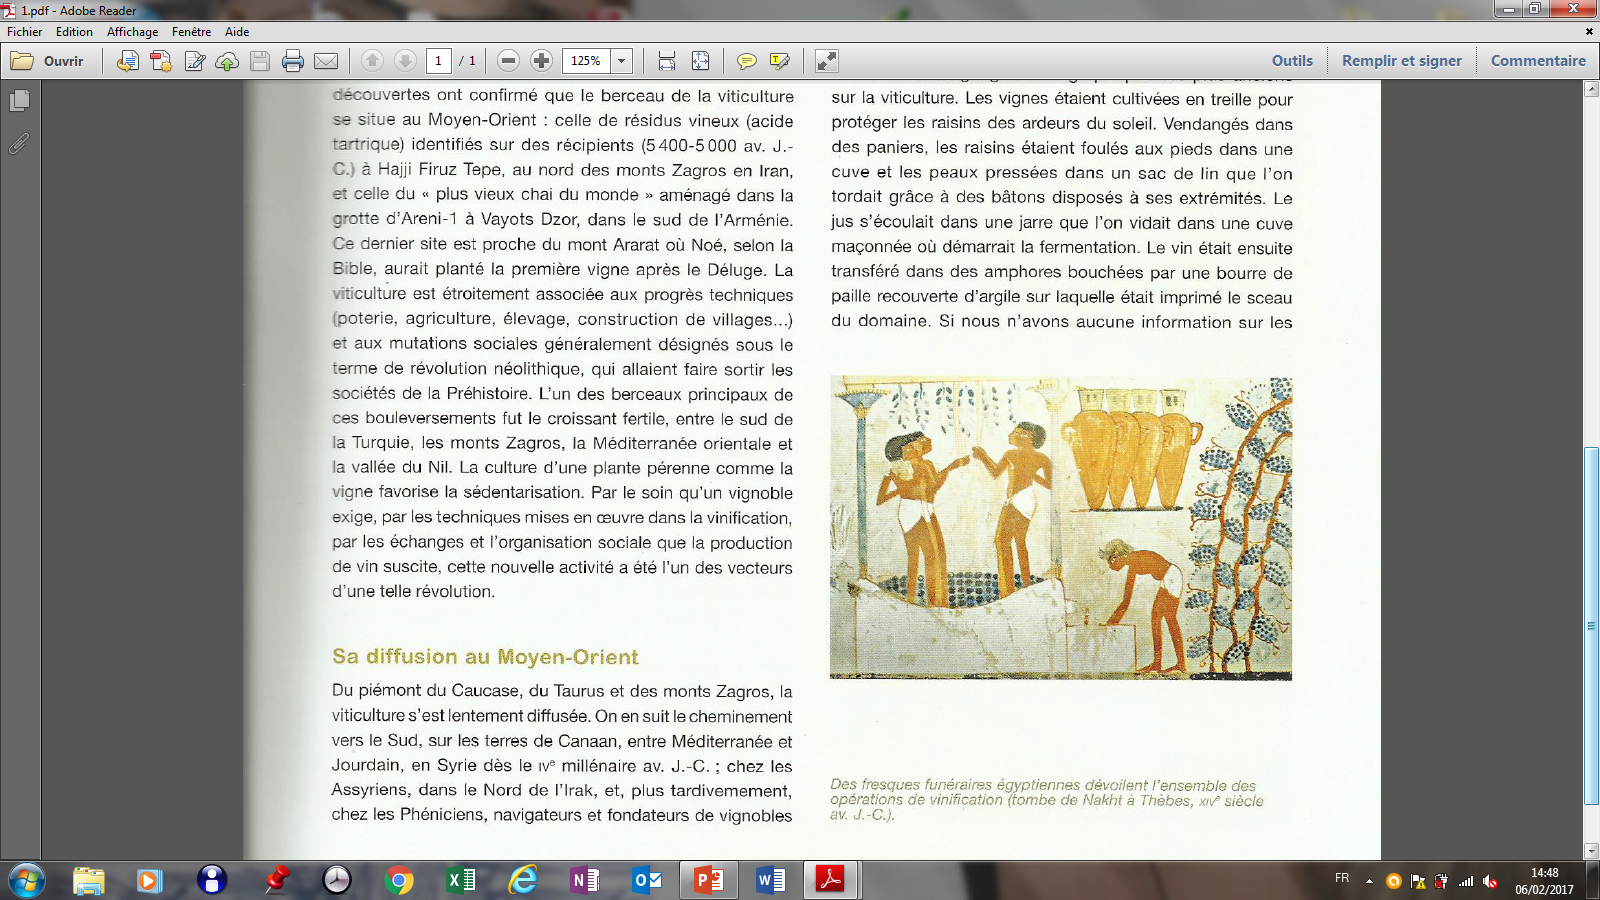 1.pdf - Adobe Reader
Fichier Edition Affichage Fenêtre Aide
Ouvrir 1 / 1 125% Outils Remplir et signer Commentaire
découvertes ont confirmé que le berceau de la viticulture
se situe au Moyen-Orient : celle de résidus vineux (acide
tartrique) identifiés sur des récipients (5 400-5 000 av. J.-
C.) à Hajji Firuz Tepe, au nord des monts Zagros en Iran,
et celle du « plus vieux chai du monde » aménagé dans la
grotte d'Areni-1 à Vayots Dzor, dans le sud de l'Arménie.
Ce dernier site est proche du mont Ararat où Noé, selon la
Bible, aurait planté la première vigne après le Déluge. La
viticulture est étroitement associée aux progrès techniques
(poterie, agriculture, élevage, construction de villages...)
et aux mutations sociales généralement désignés sous le
terme de révolution néolithique, qui allaient faire sortir les
sociétés de la Préhistoire. L'un des berceaux principaux de
ces bouleversements fut le croissant fertile, entre le sud de
la Turquie, les monts Zagros, la Méditerranée orientale et
la vallée du Nil. La culture d'une plante pérenne comme la
vigne favorise la sédentarisation. Par le soin qu'un vignoble
exige, par les techniques mises en œuvre dans la vinification,
par les échanges et l'organisation sociale que la production
de vin suscite, cette nouvelle activité a été l'un des vecteurs
d'une telle révolution.
Sa diffusion au Moyen-Orient
Du piémont du Caucase, du Taurus et des monts Zagros, la
viticulture s'est lentement diffusée. On en suit le cheminement
vers le Sud, sur les terres de Canaan, entre Méditerranée et
Jourdain, en Syrie dès le IVe millénaire av. J.-C. ; chez les
Assyriens, dans le Nord de l'Irak, et, plus tardivement,
chez les Phéniciens, navigateurs et fondateurs de vignobles
sur la viticulture. Les vignes étaient cultivées en treille pour
protéger les raisins des ardeurs du soleil. Vendangés dans
des paniers, les raisins étaient foulés aux pieds dans une
cuve et les peaux pressées dans un sac de lin que l'on
tordait grâce à des bâtons disposés à ses extrémités. Le
jus s'écoulait dans une jarre que l'on vidait dans une cuve
maçonnée où démarrait la fermentation. Le vin était ensuite
transféré dans des amphores bouchées par une bourre de
paille recouverte d'argile sur laquelle était imprimé le sceau
du domaine. Si nous n'avons aucune information sur les
Des fresques funéraires égyptiennes dévoilent l'ensemble des
opérations de vinification (tombe de Nakht à Thèbes, XIVe siècle
av. J.-C.).
FR 14:48
06/02/2017